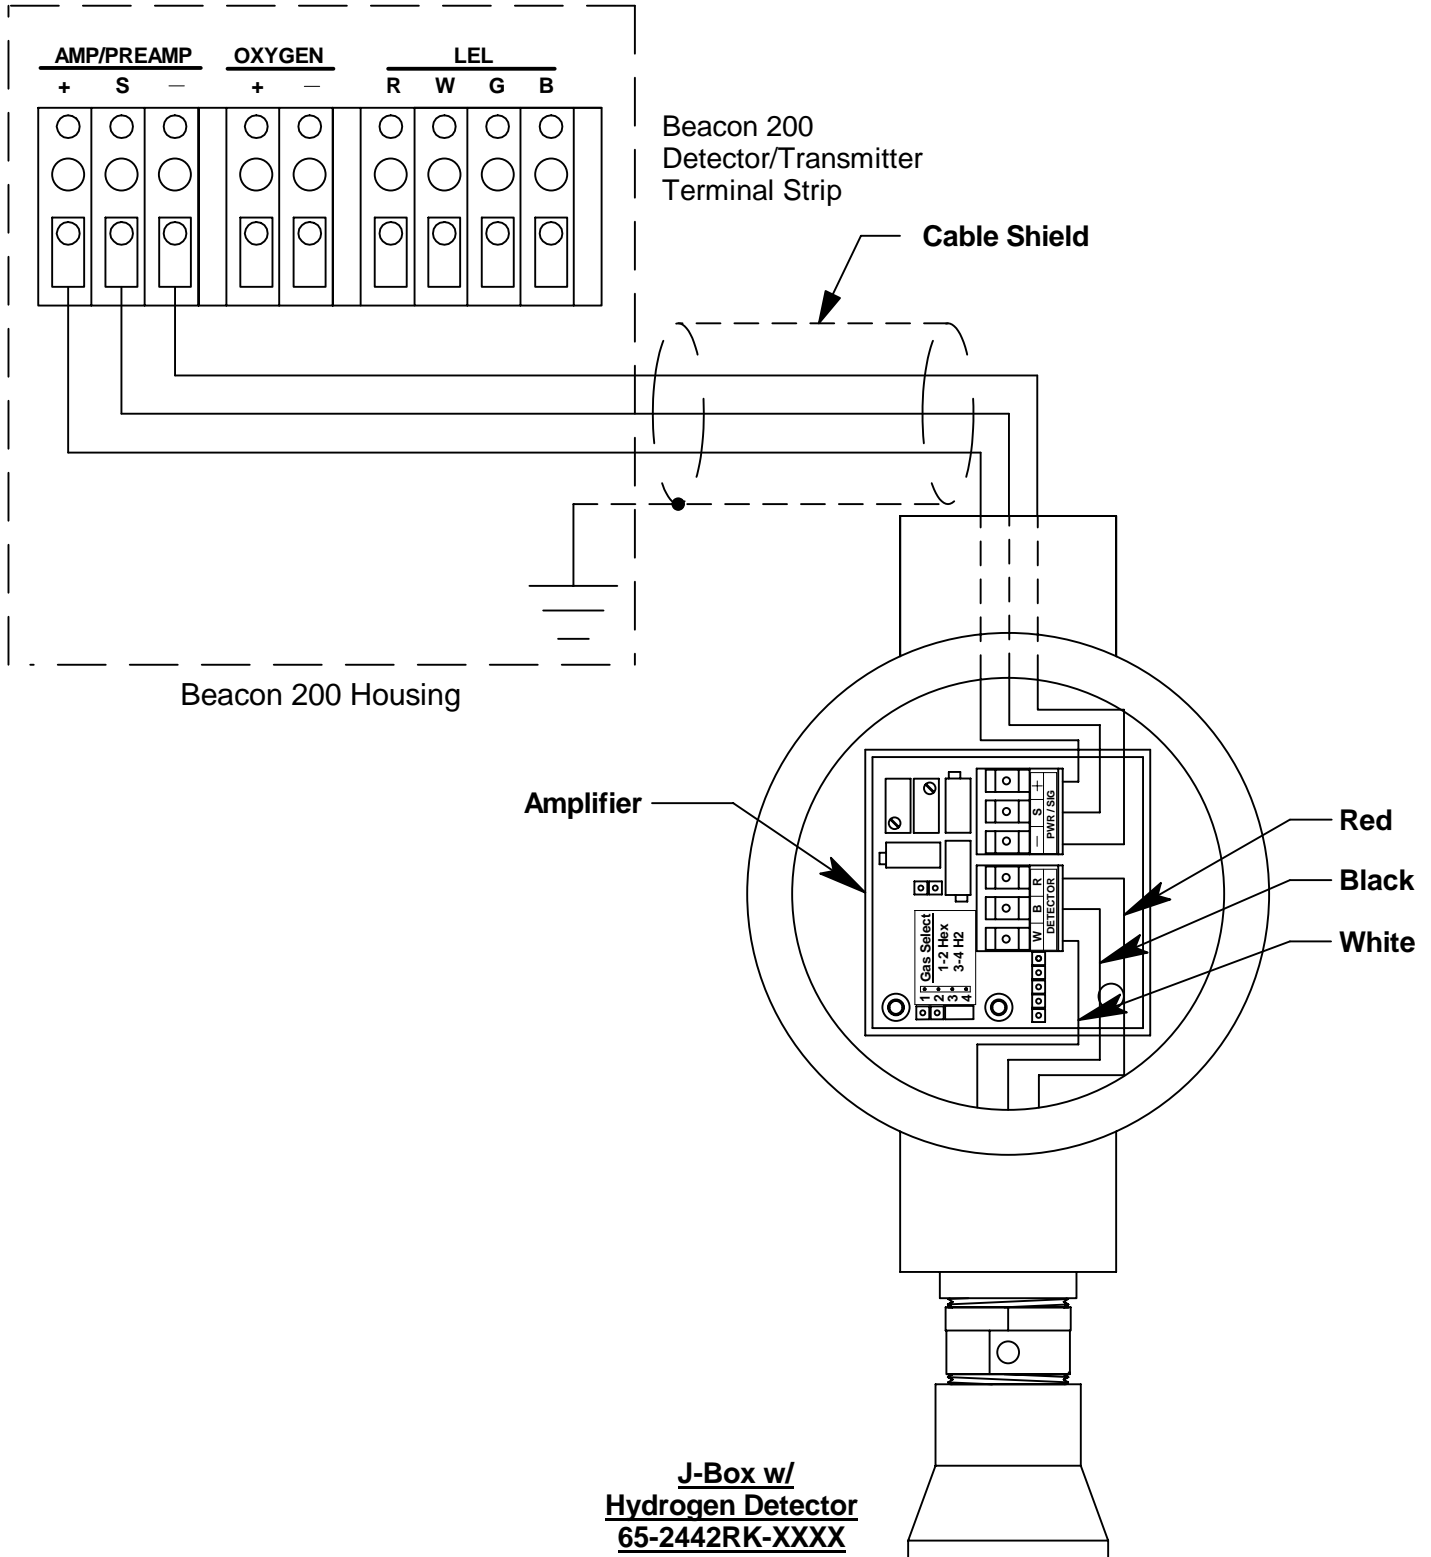 AMP/PREAMP OXYGEN LEL
+ S — + — R W G B
Beacon 200
Detector/Transmitter
Terminal Strip
Cable Shield
Beacon 200 Housing
Amplifier
+ S —
PWR / SIG
R B W
DETECTOR
Gas Select
1-2 Hex
3-4 H2
1 2 3 4
Red
Black
White
J-Box w/
Hydrogen Detector
65-2442RK-XXXX